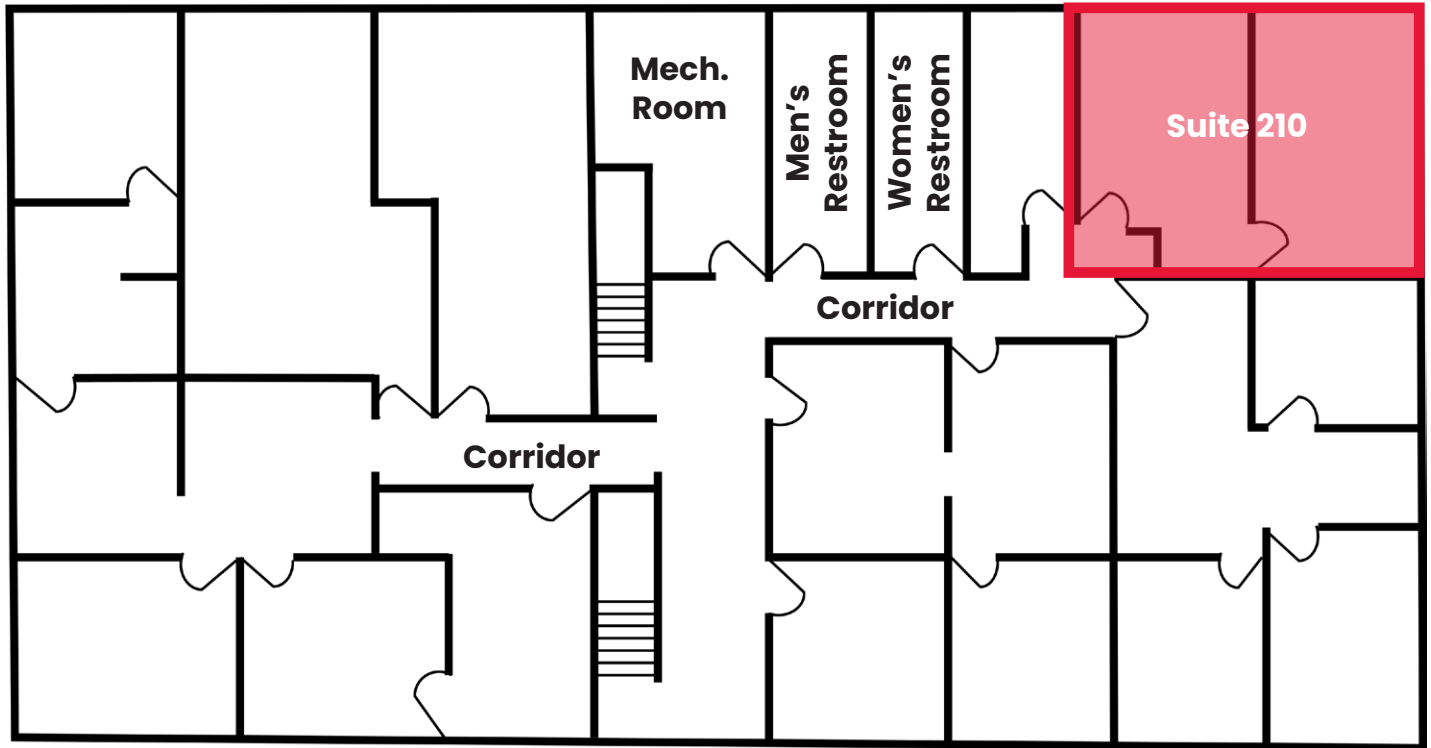 Mech.
Room
Men’s
Restroom
Women’s
Restroom
Suite 210
Corridor
Corridor